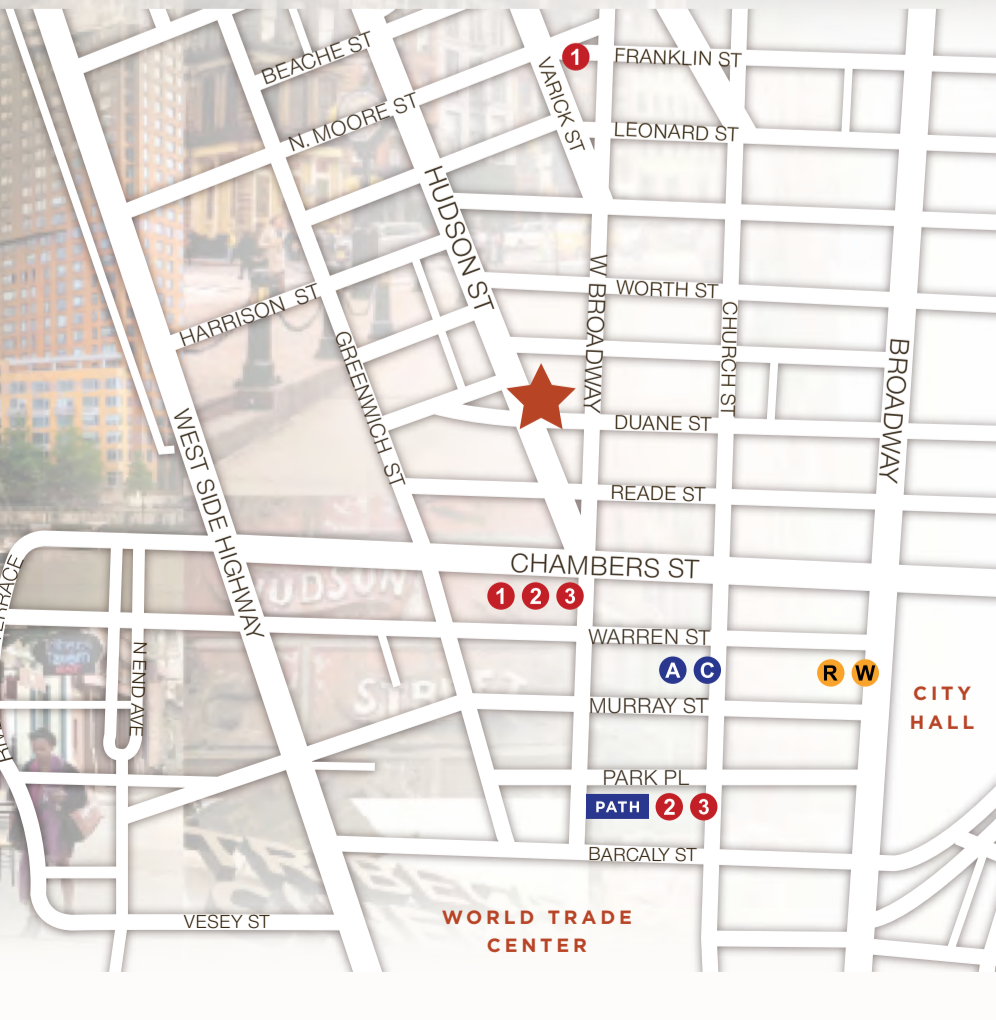 BEACHE ST
1
FRANKLIN ST
VARICK ST
N. MOORE ST
LEONARD ST
HUDSON ST
W BROADWAY
WORTH ST
HARRISON ST
CHURCH ST
GREENWICH ST
BROADWAY
DUANE ST
WEST SIDE HIGHWAY
READE ST
CHAMBERS ST
HUDSON
1 2 3
WARREN ST
N END AVE
A C
R W
STREET
MURRAY ST
CITY
HALL
PARK PL
PATH 2 3
BARCALY ST
VESEY ST
WORLD TRADE
CENTER